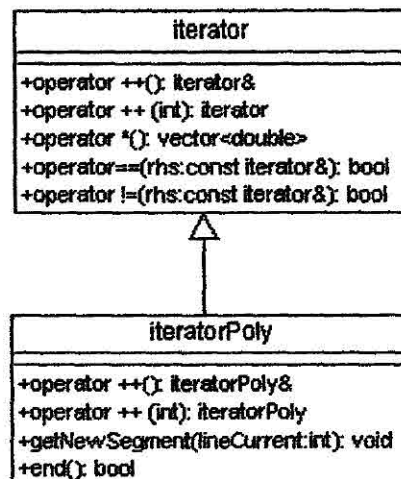 iterator
+operator ++(): iterator&
+operator ++ (int): iterator
+operator *(): vector<double>
+operator==(rhs:const iterator&): bool
+operator !=(rhs:const iterator&): bool
iteratorPoly
+operator ++(): iteratorPoly&
+operator ++ (int): iteratorPoly
+getNewSegment(lineCurrent:int): void
+end(): bool